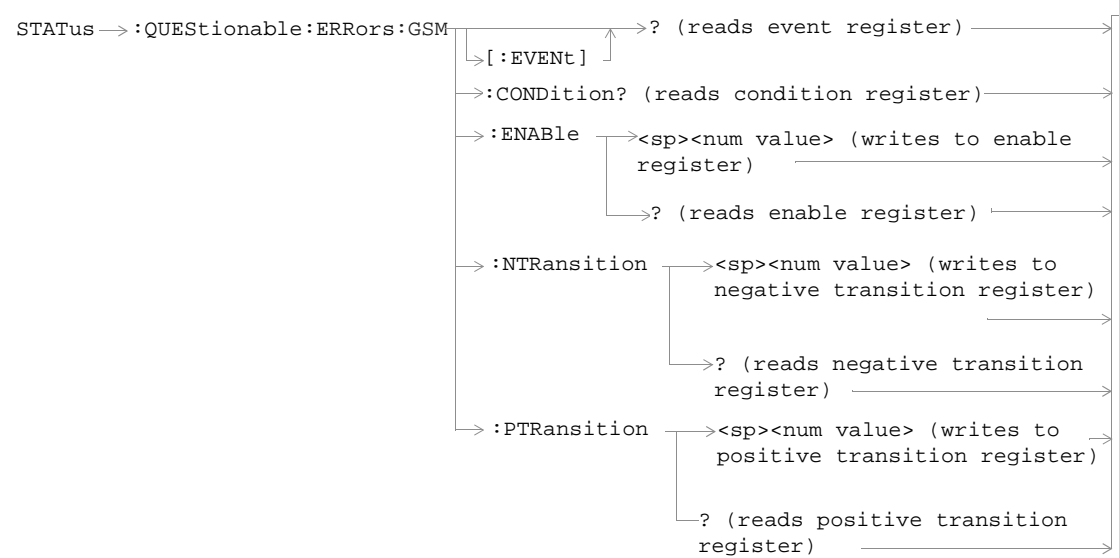 STATus :QUEStionable:ERRors:GSM ? (reads event register)
[:EVENt]
:CONDition? (reads condition register)
:ENABle <sp><num value> (writes to enable
register)
? (reads enable register)
:NTRansition <sp><num value> (writes to
negative transition register)
? (reads negative transition
register)
:PTRansition <sp><num value> (writes to
positive transition register)
? (reads positive transition
register)